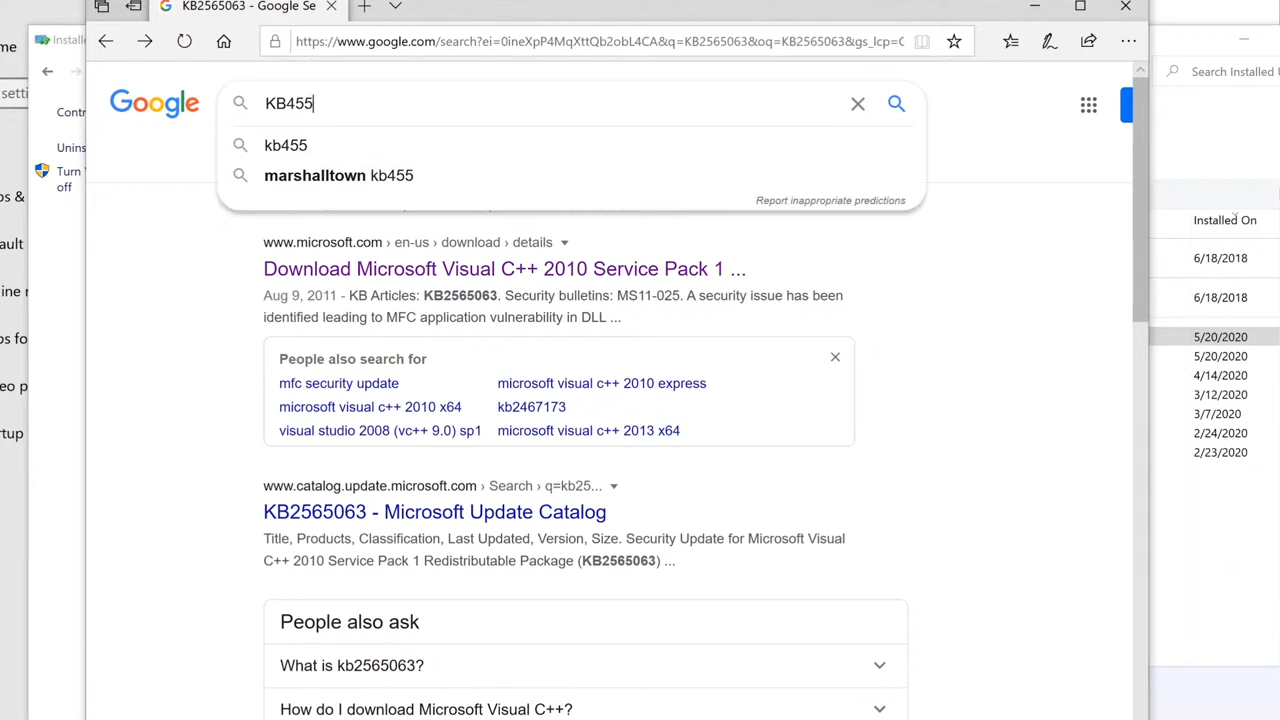 KB2565063 - Google Se
https://www.google.com/search?ei=0ineXpP4MqXttQb2obL4CA&q=KB2565063&oq=KB2565063&gs_lcp=C
Google
KB455
kb455
marshalltown kb455
Report inappropriate predictions
www.microsoft.com › en-us › download › details
Download Microsoft Visual C++ 2010 Service Pack 1 ...
Aug 9, 2011 - KB Articles: KB2565063. Security bulletins: MS11-025. A security issue has been
identified leading to MFC application vulnerability in DLL ...
People also search for
mfc security update
microsoft visual c++ 2010 express
microsoft visual c++ 2010 x64
kb2467173
visual studio 2008 (vc++ 9.0) sp1
microsoft visual c++ 2013 x64
www.catalog.update.microsoft.com › Search › q=kb25...
KB2565063 - Microsoft Update Catalog
Title, Products, Classification, Last Updated, Version, Size. Security Update for Microsoft Visual
C++ 2010 Service Pack 1 Redistributable Package (KB2565063) ...
People also ask
What is kb2565063?
How do I download Microsoft Visual C++?
Installe
Contr
Unins
Turn
off
Search Installed
Installed On
6/18/2018
6/18/2018
5/20/2020
5/20/2020
4/14/2020
3/12/2020
3/7/2020
2/24/2020
2/23/2020